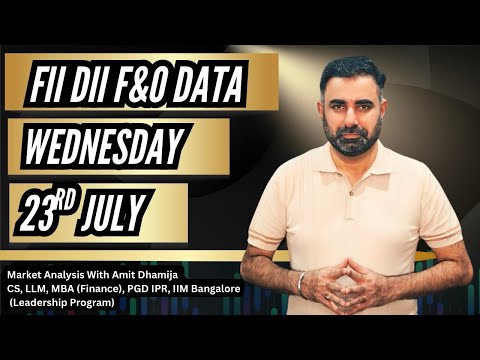 FII DII F&O DATA
WEDNESDAY
23RD JULY
Market Analysis With Amit Dhamija
CS, LLM, MBA (Finance), PGD IPR, IIM Bangalore
(Leadership Program)